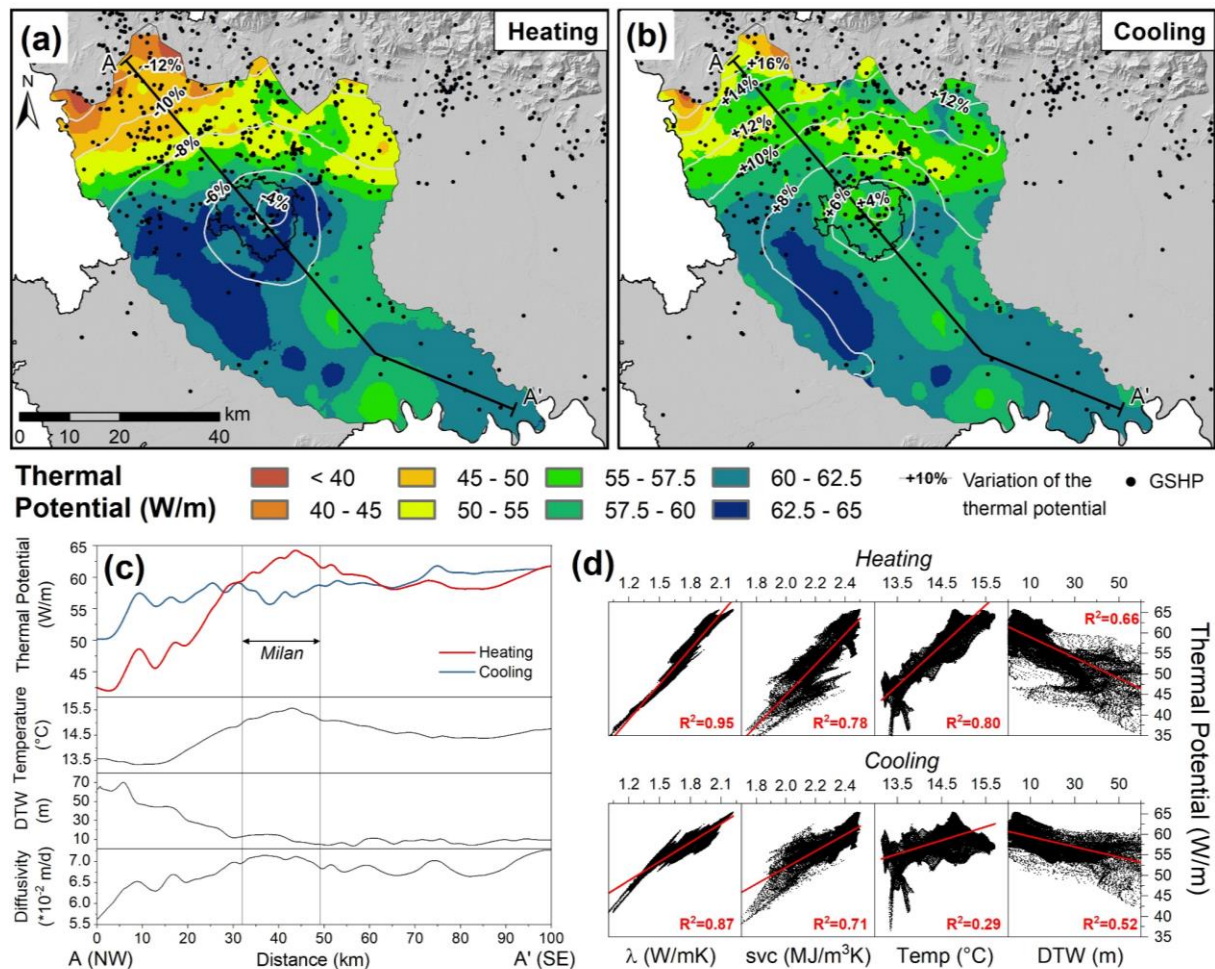 (a)
Heating
A
N
-12%
-10%
-8%
-6%
-4%
A'
km
0 10 20 40
(b)
Cooling
A
+16%
+14%
+12%
+12%
+10%
+8%
+6%
+4%
A'
Thermal
Potential (W/m)
< 40
45 - 50
55 - 57.5
60 - 62.5
+10% Variation of the
thermal potential
GSHP
40 - 45
50 - 55
57.5 - 60
62.5 - 65
(c)
Thermal Potential
(W/m)
65
60
55
50
45
Milan
Heating
Cooling
Temperature
(°C)
15.5
14.5
13.5
DTW
(m)
70
50
30
10
Diffusivity
(*10⁻² m/d)
7.0
6.5
6.0
5.5
0 10 20 30 40 50 60 70 80 90 100
A (NW) Distance (km) A' (SE)
(d)
Heating
1.2 1.5 1.8 2.1 1.8 2.0 2.2 2.4 13.5 14.5 15.5 10 30 50
R²=0.95
R²=0.78
R²=0.80
R²=0.66
65
60
55
50
45
40
35
Cooling
1.2 1.5 1.8 2.1 1.8 2.0 2.2 2.4 13.5 14.5 15.5 10 30 50
R²=0.87
R²=0.71
R²=0.29
R²=0.52
65
60
55
50
45
40
35
λ (W/mK) svc (MJ/m³K) Temp (°C) DTW (m)
Thermal Potential (W/m)